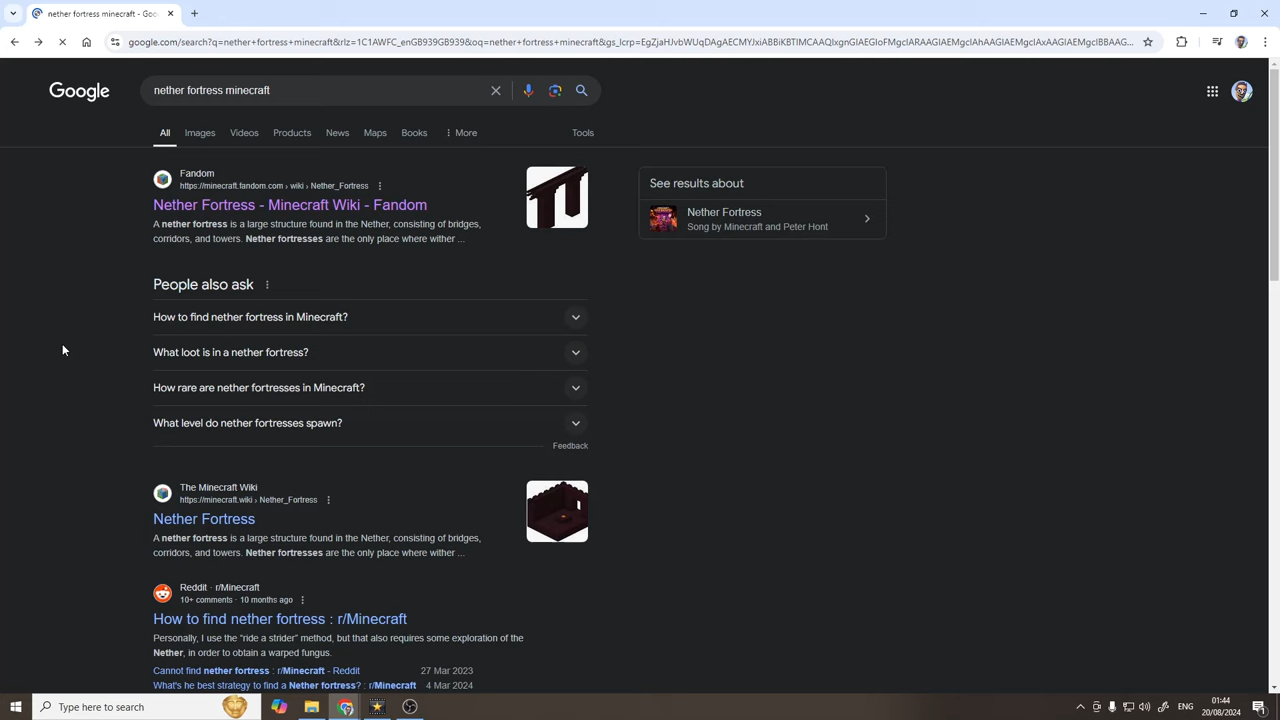 nether fortress minecraft - Goo
google.com/search?q=nether+fortress+minecraft&rlz=1C1AWFC_enGB939GB939&oq=nether+fortress+minecraft&gs_lcrp=EgZjaHJvbWUqDAgAECMYJxiABBiKBTIMCAAQIxgnGIAEGIoFMgcIARAAGIAEMgcIAhAAGIAEMgcIAxAAGIAEMgcIBBAAG...
Google
nether fortress minecraft
All Images Videos Products News Maps Books More Tools
Fandom
https://minecraft.fandom.com › wiki › Nether_Fortress
Nether Fortress - Minecraft Wiki - Fandom
A nether fortress is a large structure found in the Nether, consisting of bridges,
corridors, and towers. Nether fortresses are the only place where wither ...
See results about
Nether Fortress
Song by Minecraft and Peter Hont
People also ask
How to find nether fortress in Minecraft?
What loot is in a nether fortress?
How rare are nether fortresses in Minecraft?
What level do nether fortresses spawn?
Feedback
The Minecraft Wiki
https://minecraft.wiki › Nether_Fortress
Nether Fortress
A nether fortress is a large structure found in the Nether, consisting of bridges,
corridors, and towers. Nether fortresses are the only place where wither ...
Reddit · r/Minecraft
10+ comments · 10 months ago
How to find nether fortress : r/Minecraft
Personally, I use the “ride a strider” method, but that also requires some exploration of the
Nether, in order to obtain a warped fungus.
Cannot find nether fortress : r/Minecraft - Reddit 27 Mar 2023
What's he best strategy to find a Nether fortress? : r/Minecraft 4 Mar 2024
Type here to search
ENG
01:44
20/08/2024